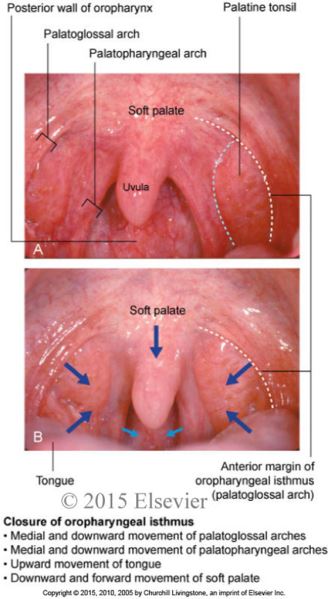 Posterior wall of oropharynx
Palatine tonsil
Palatoglossal arch
Palatopharyngeal arch
Soft palate
Uvula
A
Soft palate
B
Tongue
Anterior margin of
oropharyngeal isthmus
(palatoglossal arch)
© 2015 Elsevier
Closure of oropharyngeal isthmus
• Medial and downward movement of palatoglossal arches
• Medial and downward movement of palatopharyngeal arches
• Upward movement of tongue
• Downward and forward movement of soft palate
Copyright © 2015, 2010, 2005 by Churchill Livingstone, an imprint of Elsevier Inc.